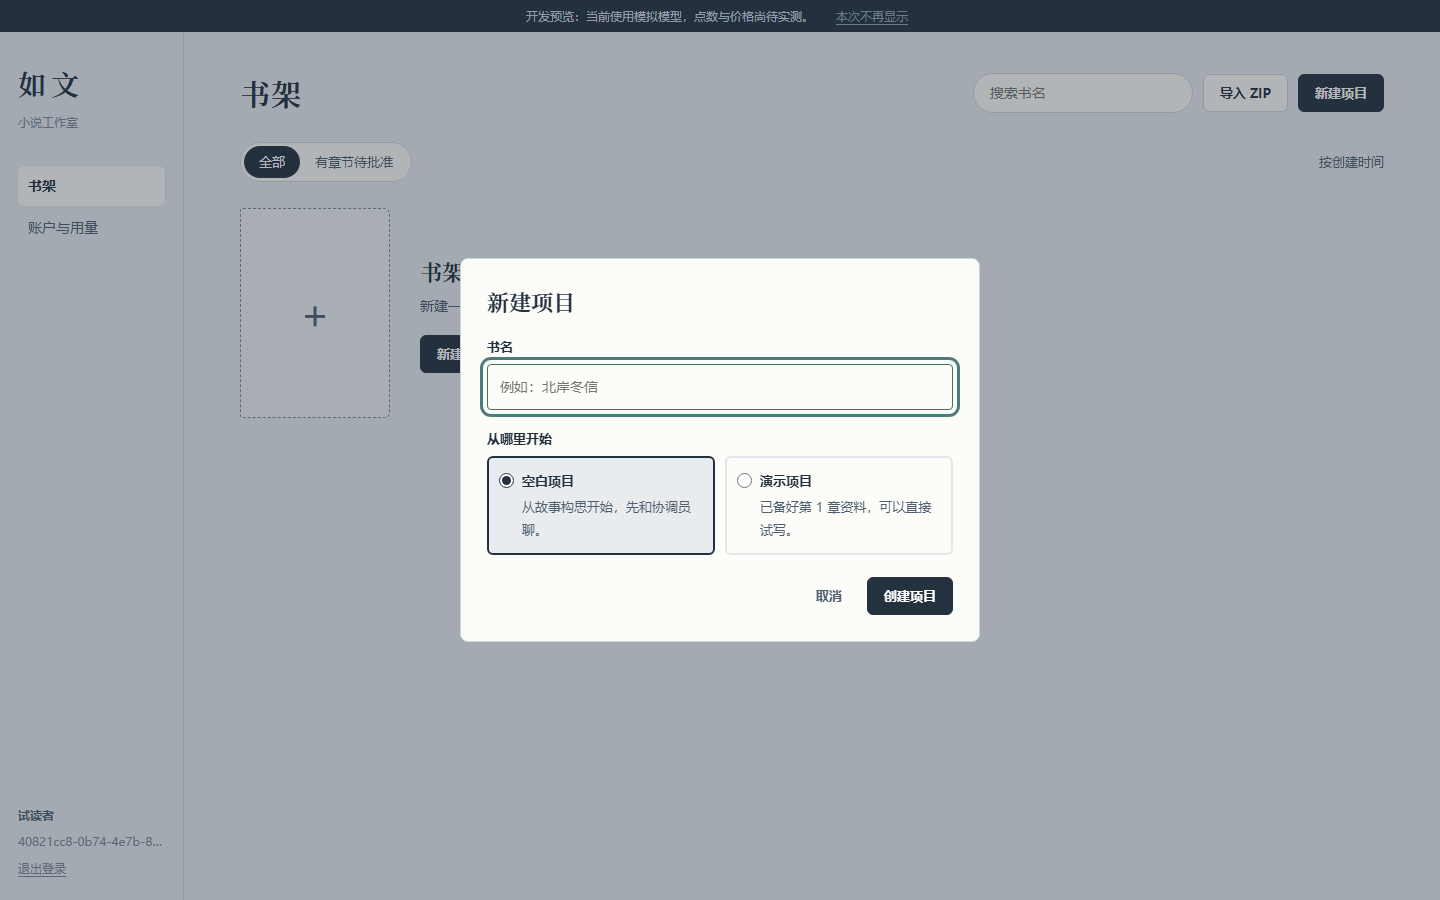 开发预览：当前使用模拟模型，点数与价格尚待实测。 本次不再显示
如文
小说工作室
书架
账户与用量
试读者
40821cc8-0b74-4e7b-8...
退出登录
书架
搜索书名
导入 ZIP
新建项目
全部
有章节待批准
按创建时间
+
书架
新建一
新建
新建项目
书名
例如：北岸冬信
从哪里开始
空白项目
从故事构思开始，先和协调员
聊。
演示项目
已备好第 1 章资料，可以直接
试写。
取消
创建项目